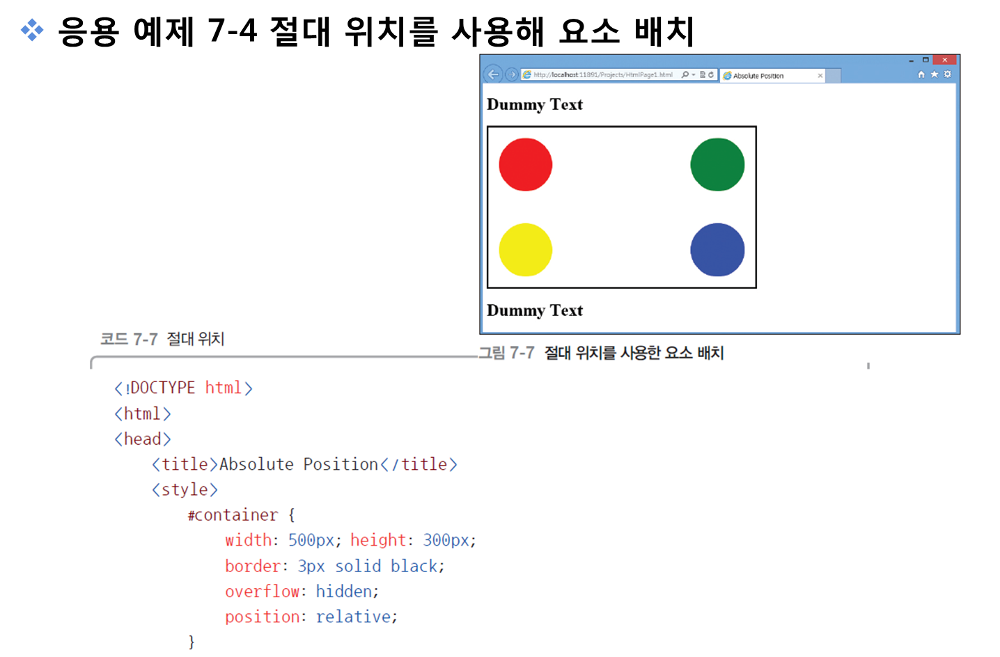 응용 예제 7-4 절대 위치를 사용해 요소 배치
http://localhost:11891/Projects/HtmlPage1.html
Absolute Position
Dummy Text
Dummy Text
그림 7-7 절대 위치를 사용한 요소 배치
코드 7-7 절대 위치
<!DOCTYPE html>
<html>
<head>
<title>Absolute Position</title>
<style>
#container {
width: 500px; height: 300px;
border: 3px solid black;
overflow: hidden;
position: relative;
}